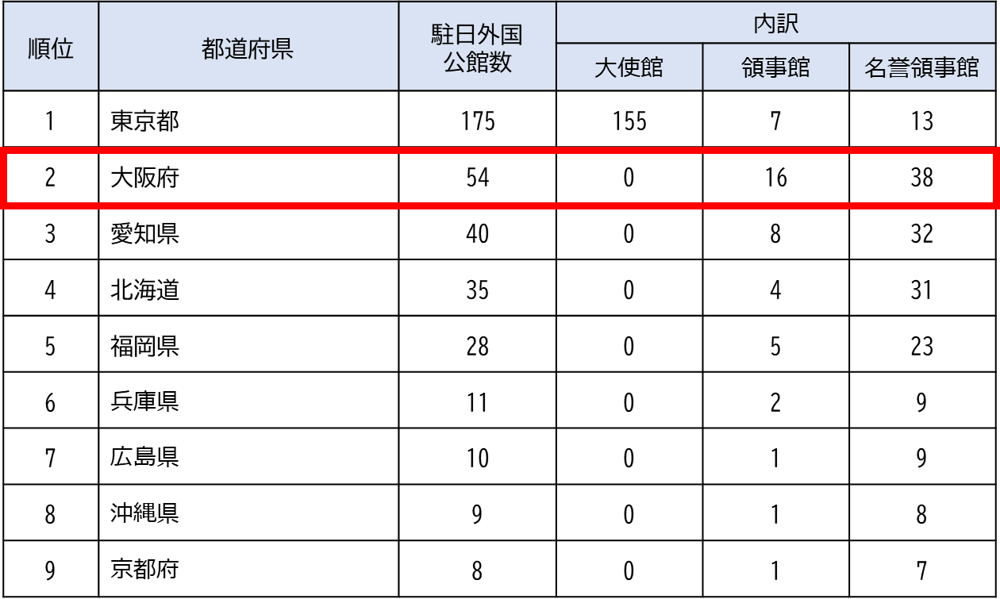 順位 都道府県 駐日外国 内訳
公館数 大使館 領事館 名誉領事館
1 東京都 175 155 7 13
2 大阪府 54 0 16 38
3 愛知県 40 0 8 32
4 北海道 35 0 4 31
5 福岡県 28 0 5 23
6 兵庫県 11 0 2 9
7 広島県 10 0 1 9
8 沖縄県 9 0 1 8
9 京都府 8 0 1 7